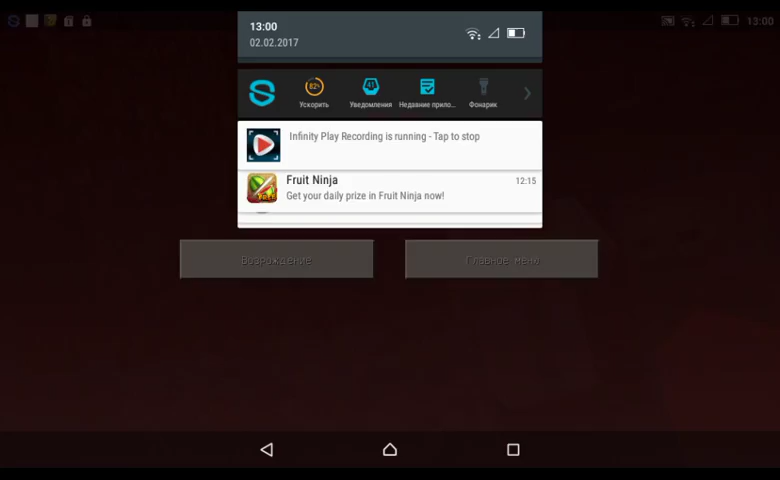 13:00
13:00
02.02.2017
82%
41
Ускорить
Уведомления
Недавние прило...
Фонарик
Infinity Play Recording is running - Tap to stop
Fruit Ninja
12:15
Get your daily prize in Fruit Ninja now!
Возрождение
Главное меню